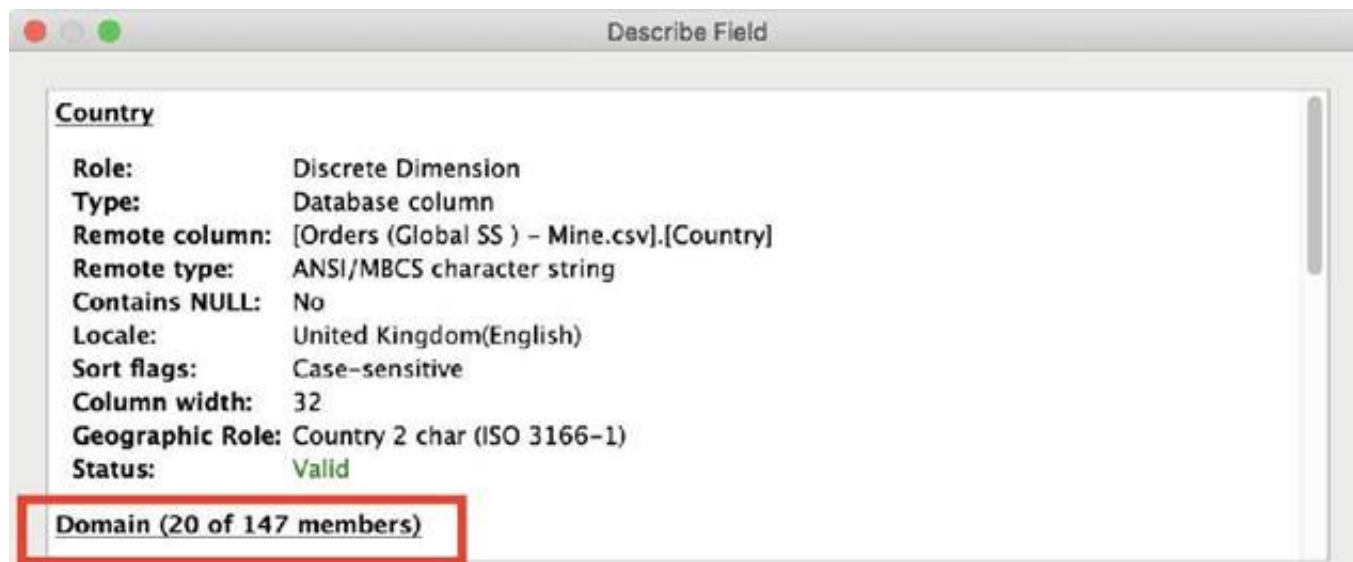 Describe Field
Country
Role: Discrete Dimension
Type: Database column
Remote column: [Orders (Global SS ) – Mine.csv].[Country]
Remote type: ANSI/MBCS character string
Contains NULL: No
Locale: United Kingdom(English)
Sort flags: Case-sensitive
Column width: 32
Geographic Role: Country 2 char (ISO 3166-1)
Status: Valid
Domain (20 of 147 members)